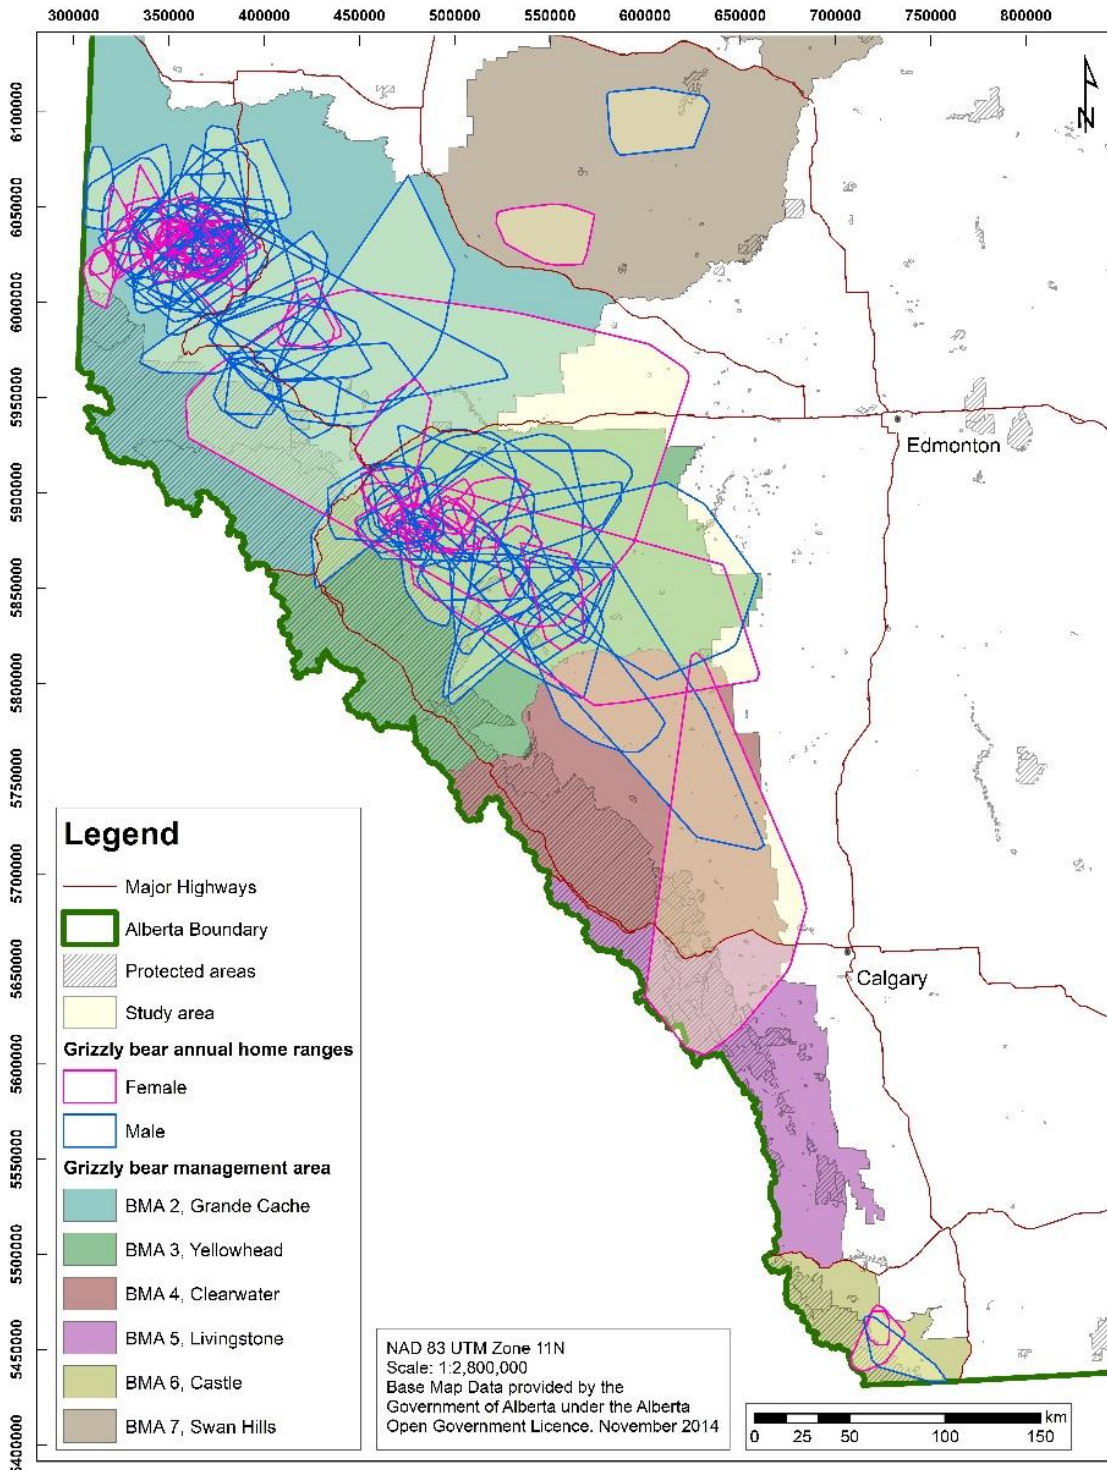 300000 350000 400000 450000 500000 550000 600000 650000 700000 750000 800000
6100000
6050000
6000000
5950000
5900000
5850000
5800000
5750000
5700000
5650000
5600000
5550000
5500000
5450000
5400000
N
Edmonton
Calgary
Legend
Major Highways
Alberta Boundary
Protected areas
Study area
Grizzly bear annual home ranges
Female
Male
Grizzly bear management area
BMA 2, Grande Cache
BMA 3, Yellowhead
BMA 4, Clearwater
BMA 5, Livingstone
BMA 6, Castle
BMA 7, Swan Hills
NAD 83 UTM Zone 11N
Scale: 1:2,800,000
Base Map Data provided by the
Government of Alberta under the Alberta
Open Government Licence. November 2014
km
0 25 50 100 150